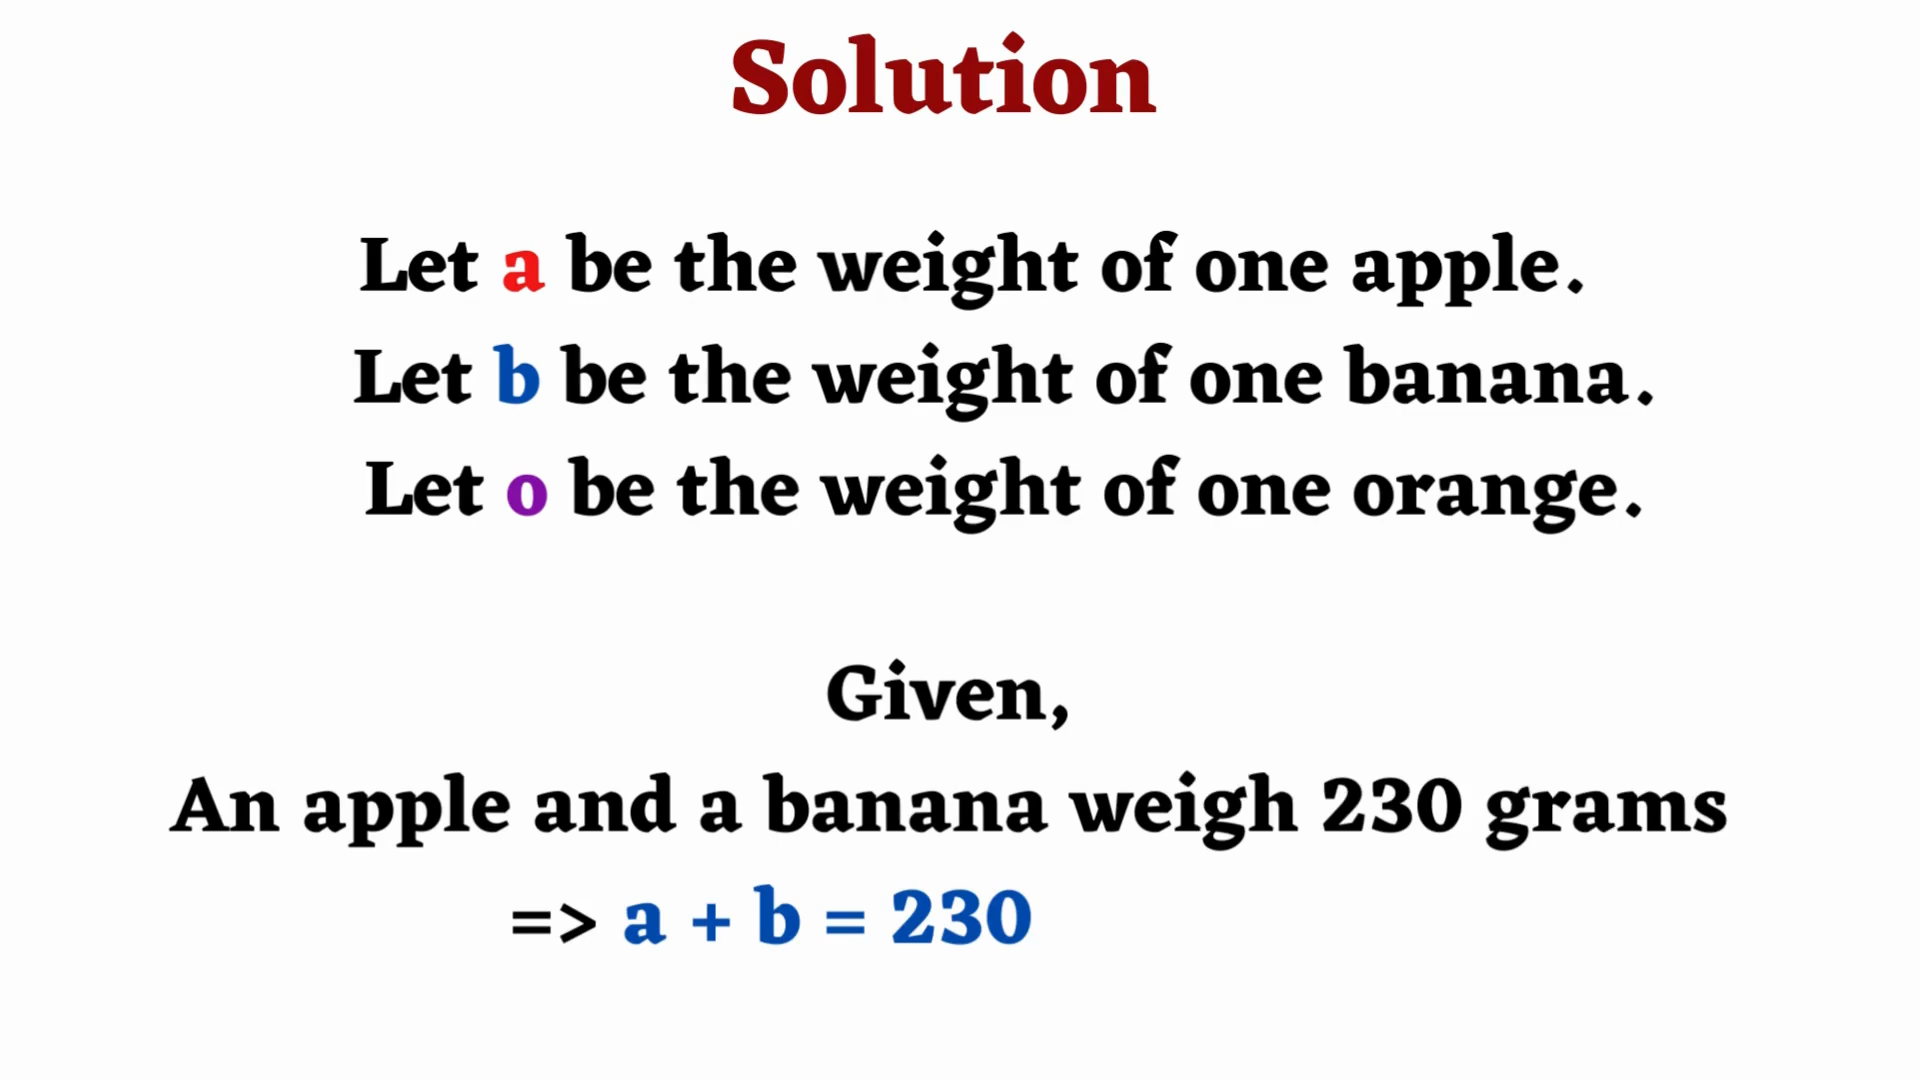 Solution
Let a be the weight of one apple.
Let b be the weight of one banana.
Let o be the weight of one orange.
Given,
An apple and a banana weigh 230 grams
=> a + b = 230